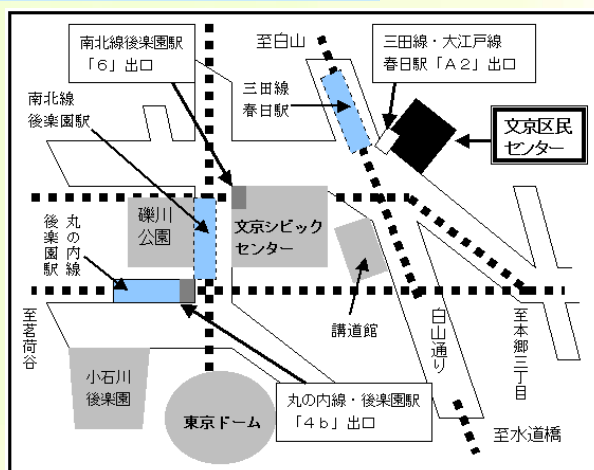 南北線後楽園駅
「6」出口
至白山
三田線・大江戸線
春日駅「A2」出口
南北線
後楽園駅
三田線
春日駅
文京区民
センター
丸の内線
後楽園駅
礫川
公園
文京シビック
センター
講道館
白山通り
至本郷三丁目
至茗荷谷
小石川
後楽園
東京ドーム
丸の内線・後楽園駅
「4b」出口
至水道橋